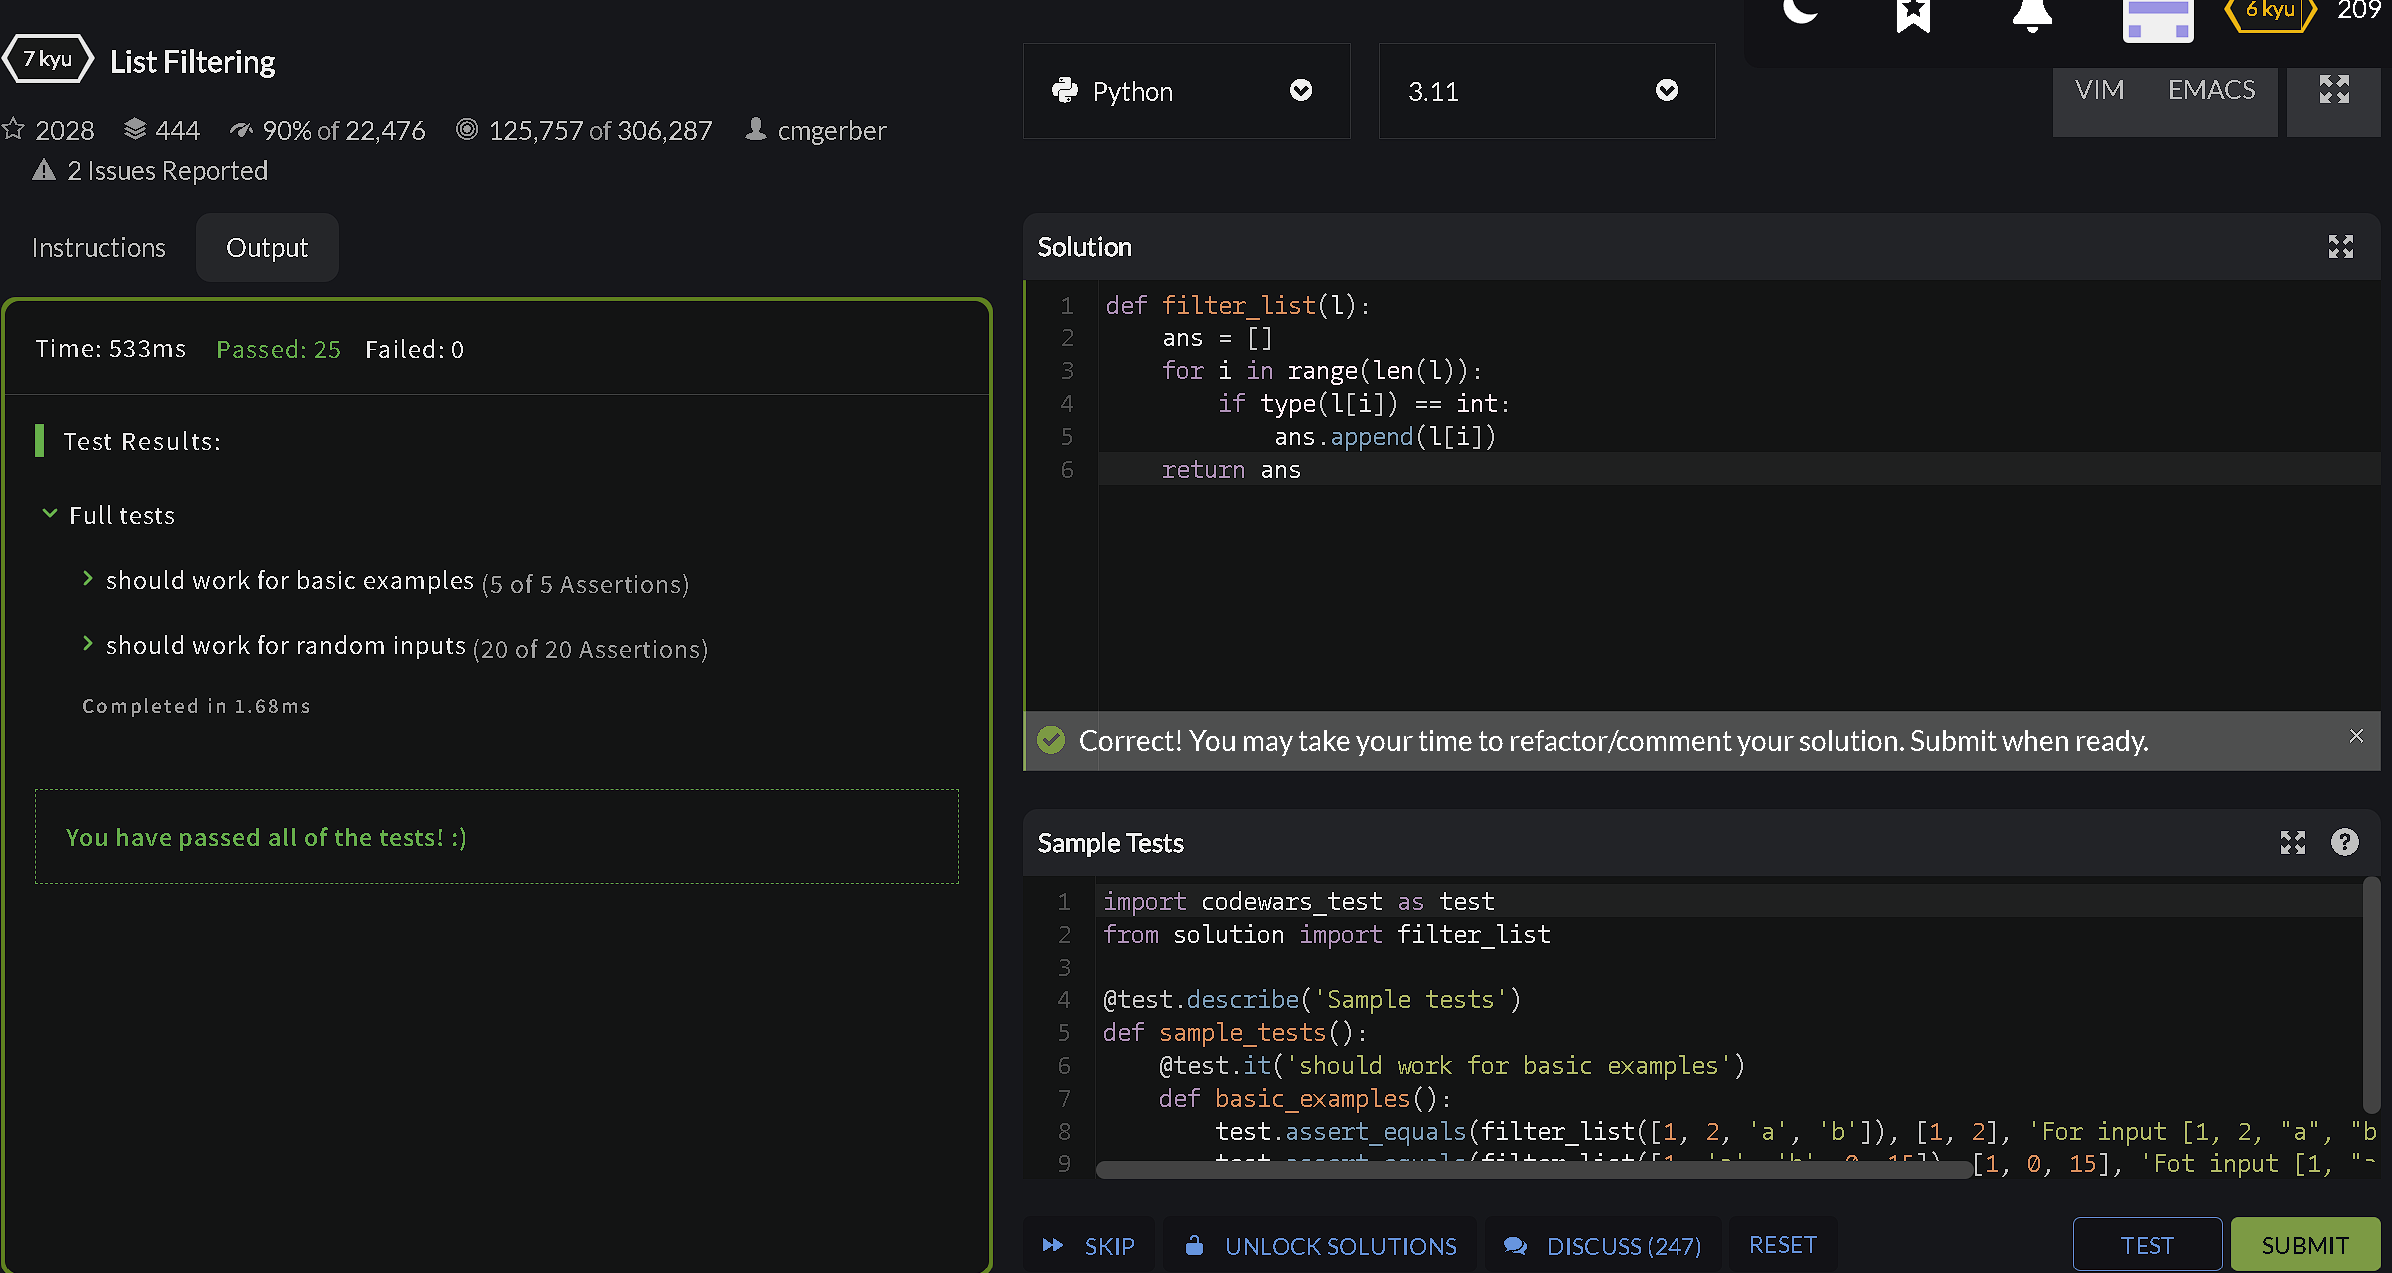 7 kyu List Filtering
2028 444 90% of 22,476 125,757 of 306,287 cmgerber
2 Issues Reported
Python 3.11
6 kyu 209
VIM EMACS
Instructions Output
Time: 533ms Passed: 25 Failed: 0
Test Results:
Full tests
should work for basic examples (5 of 5 Assertions)
should work for random inputs (20 of 20 Assertions)
Completed in 1.68ms
You have passed all of the tests! :)
Solution
1 def filter_list(l):
2 ans = []
3 for i in range(len(l)):
4 if type(l[i]) == int:
5 ans.append(l[i])
6 return ans
Correct! You may take your time to refactor/comment your solution. Submit when ready.
Sample Tests
1 import codewars_test as test
2 from solution import filter_list
3
4 @test.describe('Sample tests')
5 def sample_tests():
6 @test.it('should work for basic examples')
7 def basic_examples():
8 test.assert_equals(filter_list([1, 2, 'a', 'b']), [1, 2], 'For input [1, 2, "a", "b
9 test.assert_equals(filter_list([1, 'a', 'b', 0, 15]), [1, 0, 15], 'Fot input [1, "
SKIP UNLOCK SOLUTIONS DISCUSS (247) RESET TEST SUBMIT